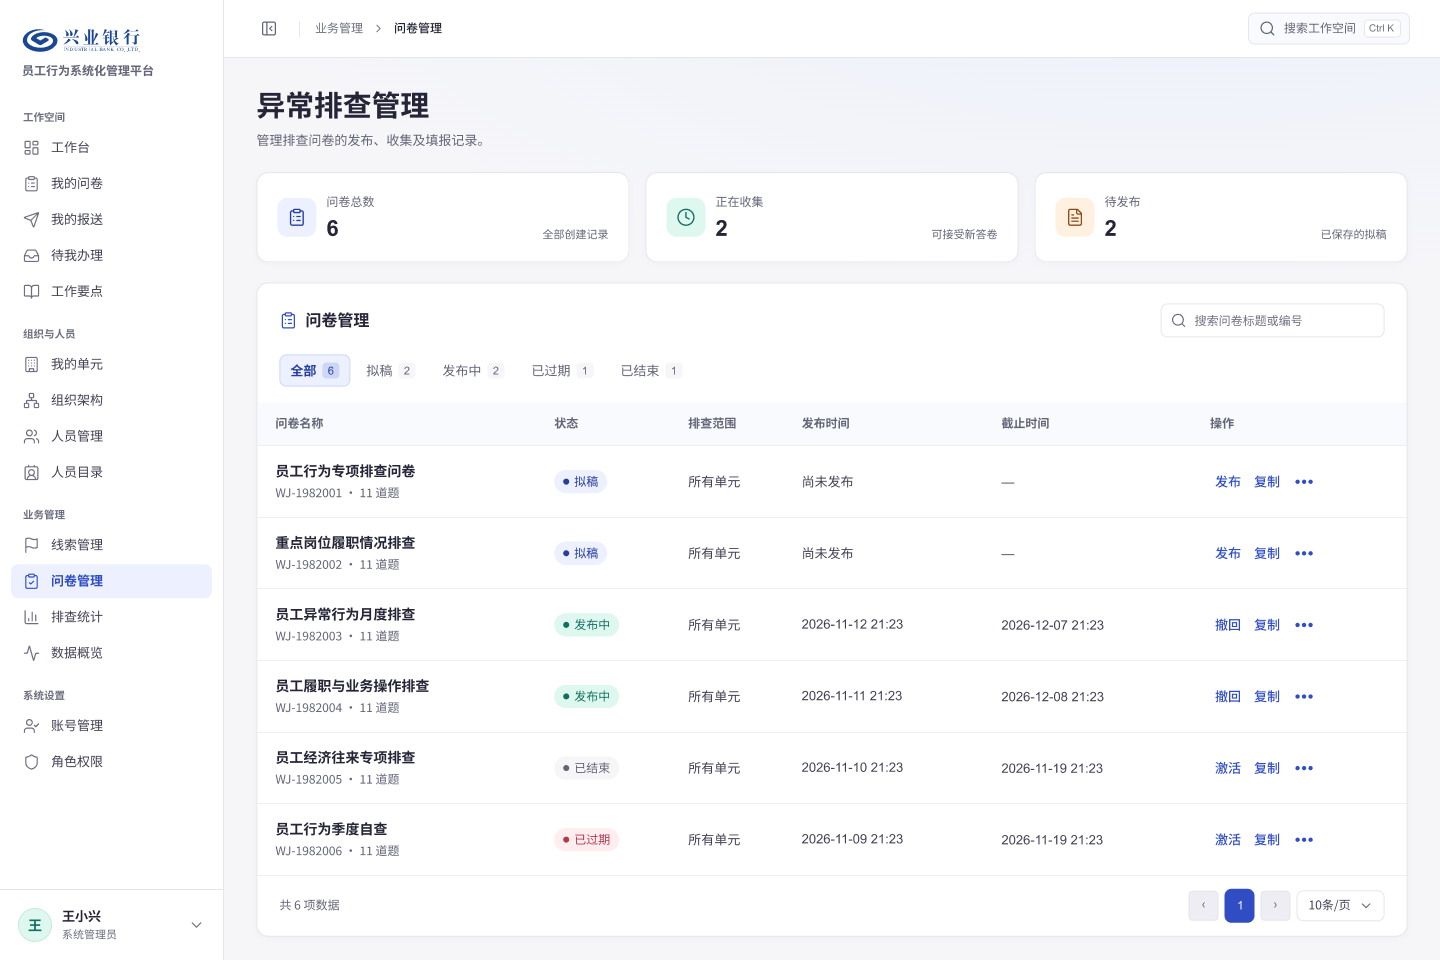 兴业银行
INDUSTRIAL BANK CO.,LTD.
员工行为系统化管理平台
工作空间
工作台
我的问卷
我的报送
待我办理
工作要点
组织与人员
我的单元
组织架构
人员管理
人员目录
业务管理
线索管理
问卷管理
排查统计
数据概览
系统设置
账号管理
角色权限
王
王小兴
系统管理员
业务管理 > 问卷管理
搜索工作空间 Ctrl K
异常排查管理
管理排查问卷的发布、收集及填报记录。
问卷总数
6
全部创建记录
正在收集
2
可接受新答卷
待发布
2
已保存的拟稿
问卷管理
搜索问卷标题或编号
全部 6 拟稿 2 发布中 2 已过期 1 已结束 1
问卷名称 状态 排查范围 发布时间 截止时间 操作
员工行为专项排查问卷
WJ-1982001 · 11 道题
拟稿 所有单元 尚未发布 — 发布 复制 •••
重点岗位履职情况排查
WJ-1982002 · 11 道题
拟稿 所有单元 尚未发布 — 发布 复制 •••
员工异常行为月度排查
WJ-1982003 · 11 道题
发布中 所有单元 2026-11-12 21:23 2026-12-07 21:23 撤回 复制 •••
员工履职与业务操作排查
WJ-1982004 · 11 道题
发布中 所有单元 2026-11-11 21:23 2026-12-08 21:23 撤回 复制 •••
员工经济往来专项排查
WJ-1982005 · 11 道题
已结束 所有单元 2026-11-10 21:23 2026-11-19 21:23 激活 复制 •••
员工行为季度自查
WJ-1982006 · 11 道题
已过期 所有单元 2026-11-09 21:23 2026-11-19 21:23 激活 复制 •••
共 6 项数据
‹ 1 › 10条/页